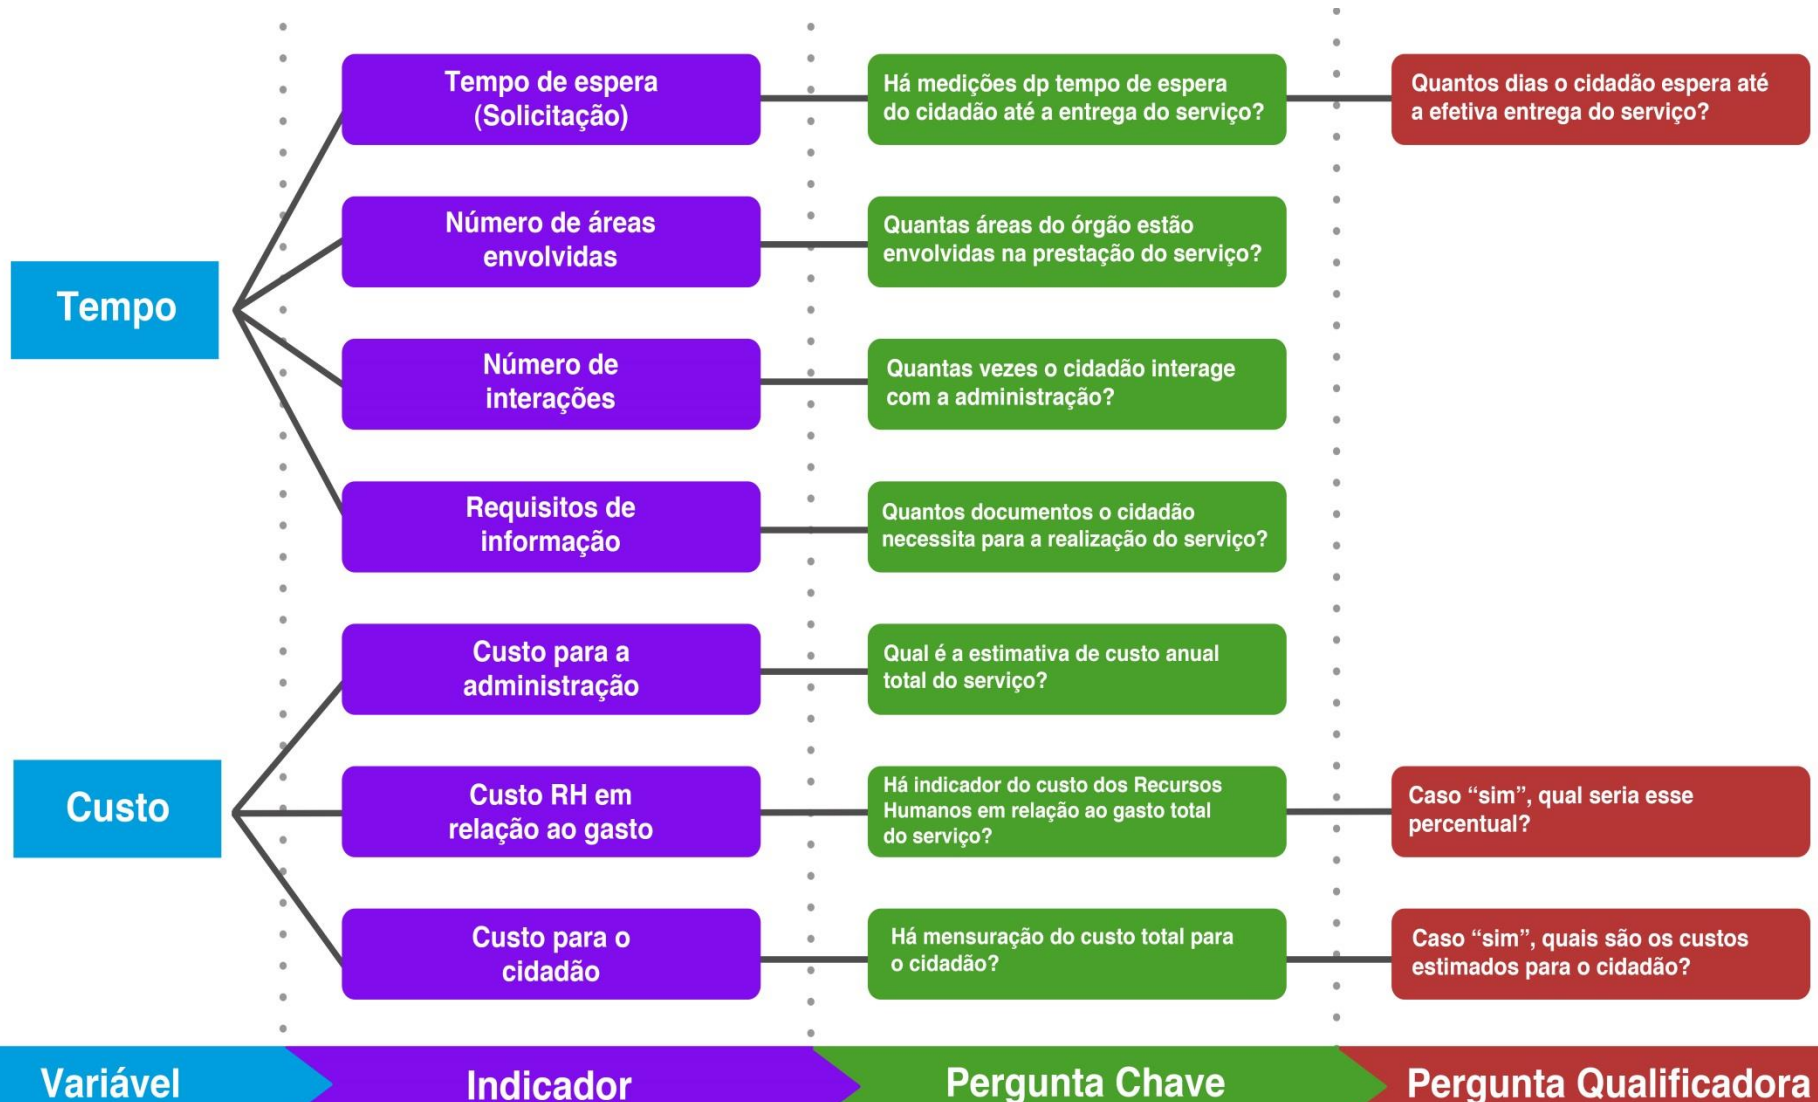 Tempo de espera
(Solicitação)
Há medições dp tempo de espera
do cidadão até a entrega do serviço?
Quantos dias o cidadão espera até
a efetiva entrega do serviço?
Número de áreas
envolvidas
Quantas áreas do órgão estão
envolvidas na prestação do serviço?
Tempo
Número de
interações
Quantas vezes o cidadão interage
com a administração?
Requisitos de
informação
Quantos documentos o cidadão
necessita para a realização do serviço?
Custo para a
administração
Qual é a estimativa de custo anual
total do serviço?
Custo
Custo RH em
relação ao gasto
Há indicador do custo dos Recursos
Humanos em relação ao gasto total
do serviço?
Caso “sim”, qual seria esse
percentual?
Custo para o
cidadão
Há mensuração do custo total para
o cidadão?
Caso “sim”, quais são os custos
estimados para o cidadão?
Variável
Indicador
Pergunta Chave
Pergunta Qualificadora